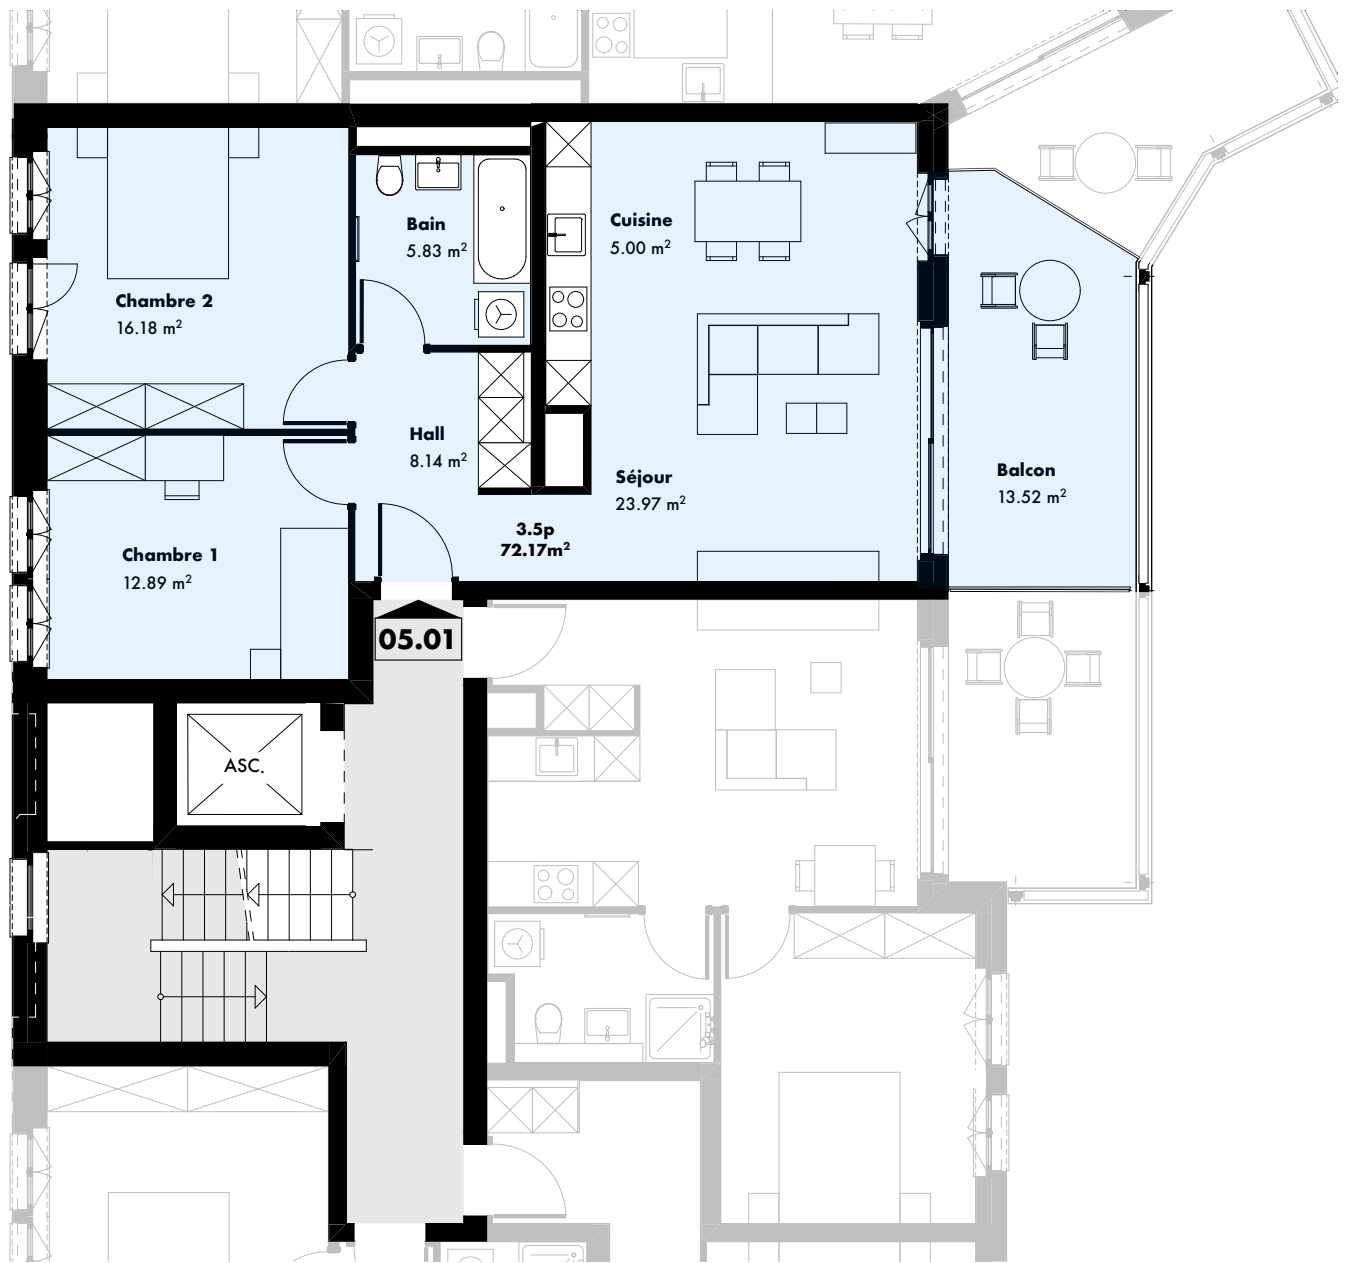 Bain
5.83 m²
Cuisine
5.00 m²
Chambre 2
16.18 m²
Hall
8.14 m²
Séjour
23.97 m²
Balcon
13.52 m²
3.5p
72.17m²
Chambre 1
12.89 m²
05.01
ASC.